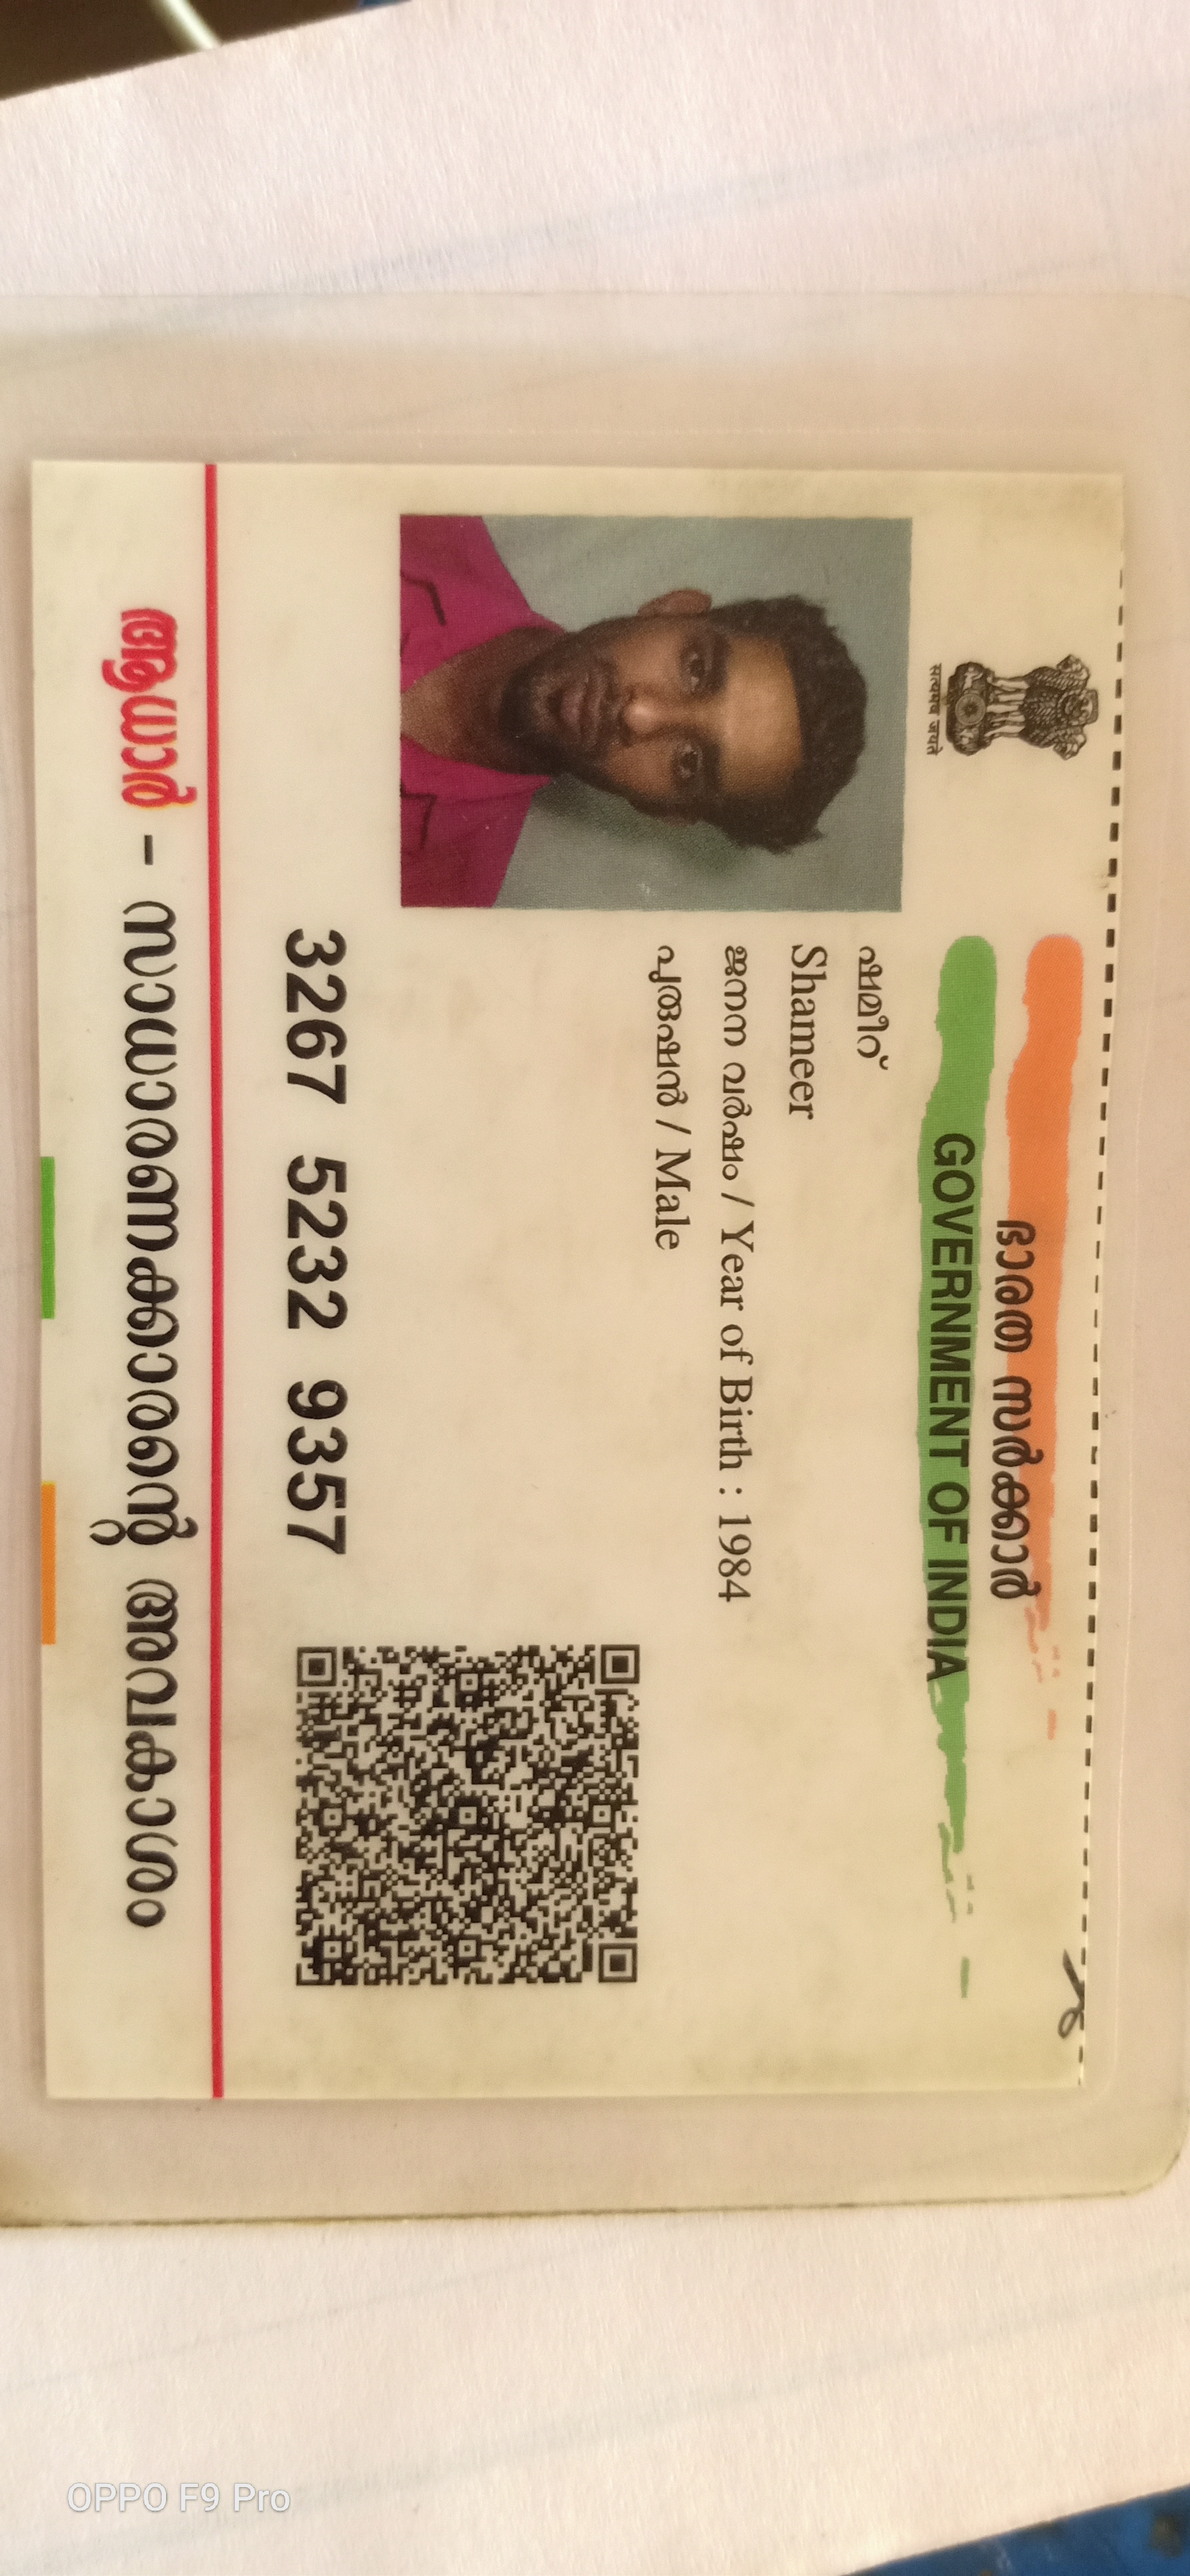 ഭാരത സർക്കാർ
GOVERNMENT OF INDIA
सत्यमेव जयते
ഷമീറ്
Shameer
ജനന വർഷം / Year of Birth : 1984
പുരുഷൻ / Male
3267 5232 9357
ആധാർ - സാധാരണക്കാരന്റെ അവകാശം
OPPO F9 Pro